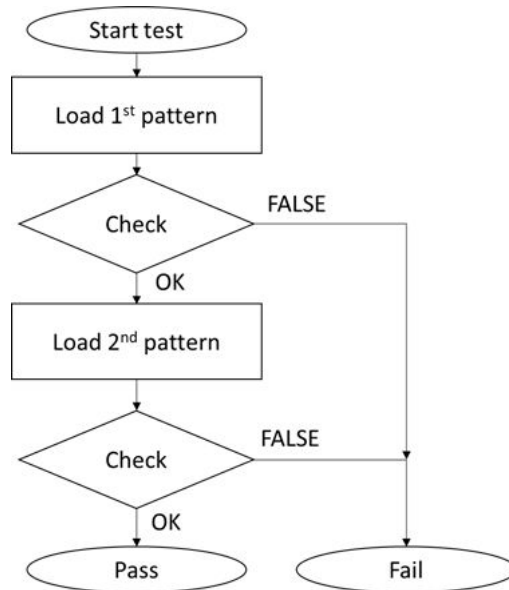 Start test
Load 1st pattern
Check
FALSE
OK
Load 2nd pattern
Check
FALSE
OK
Pass
Fail